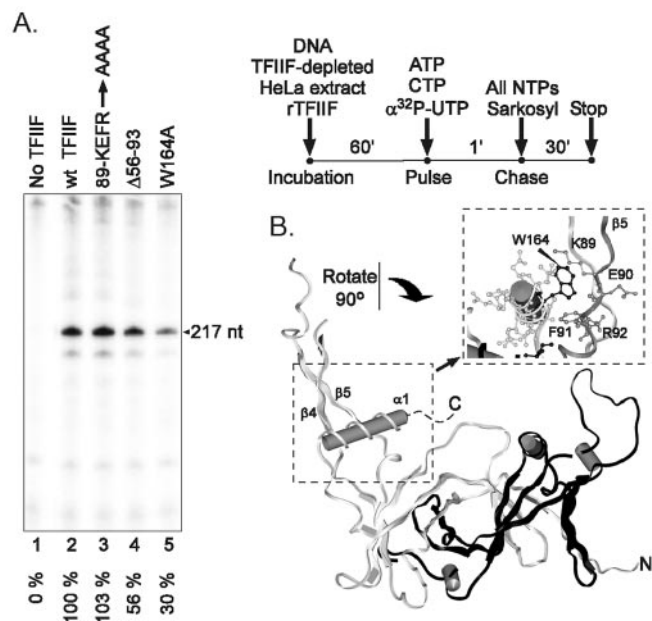 A.
No TFIIF
wt TFIIF
89-KEFR → AAAA
Δ56-93
W164A
◄217 nt
1 2 3 4 5
0 %
100 %
103 %
56 %
30 %
DNA
TFIIF-depleted
HeLa extract
rTFIIF
ATP
CTP
α³²P-UTP
All NTPs
Sarkosyl
Stop
60' 1' 30'
Incubation Pulse Chase
B.
Rotate
90º
β5
W164
K89
E90
F91
R92
β4
β5
α1
C
N